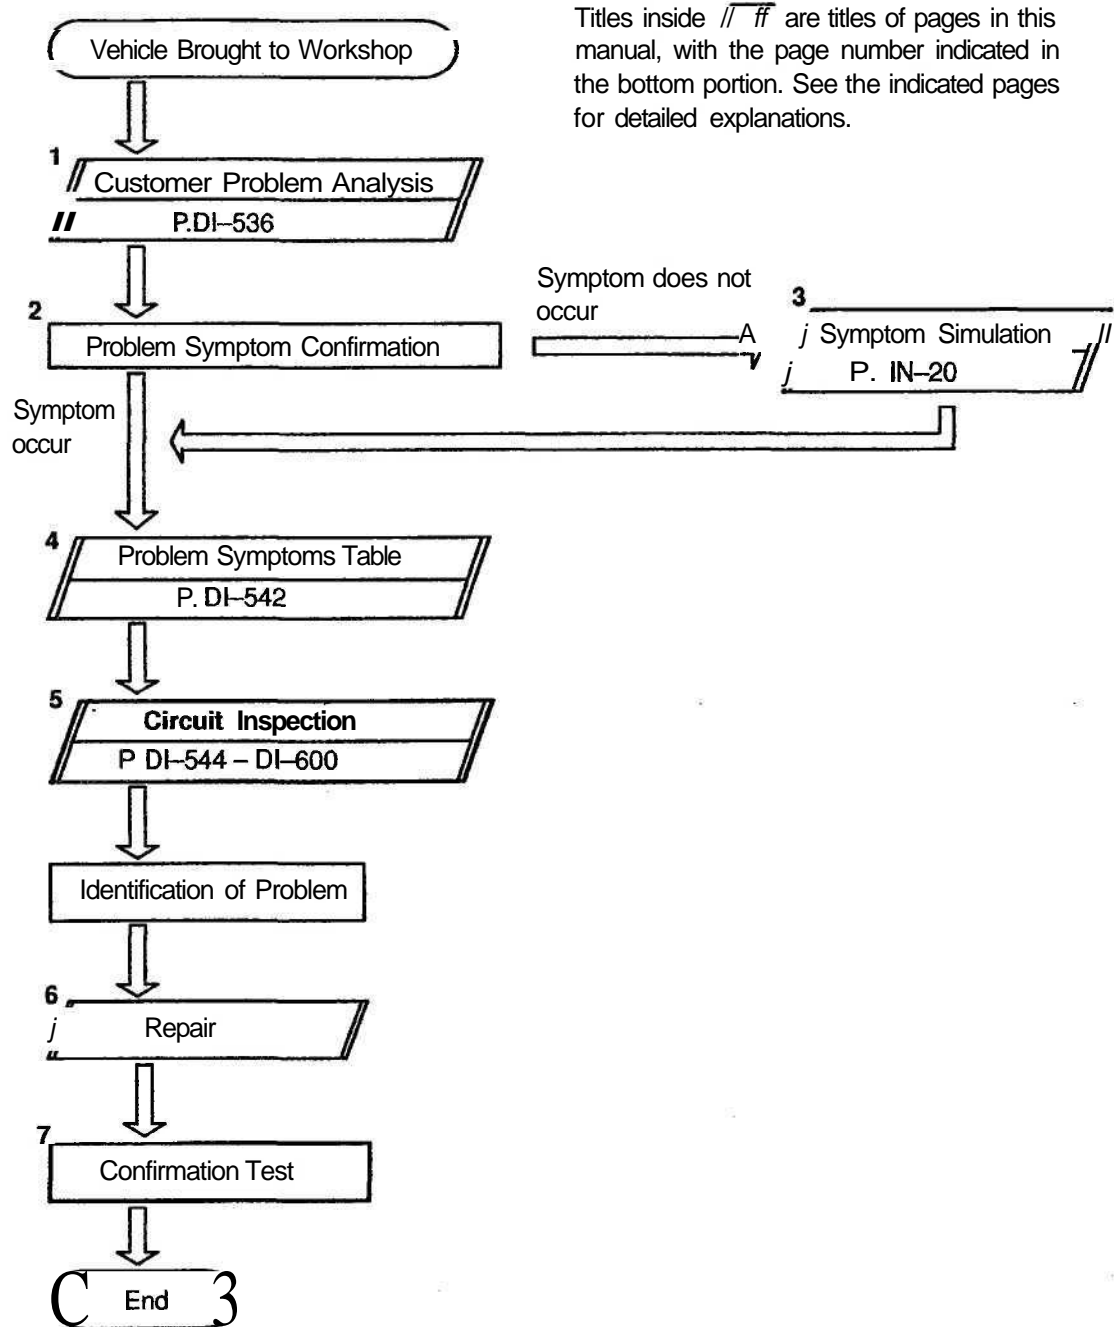 Titles inside // ff are titles of pages in this
manual, with the page number indicated in
the bottom portion. See the indicated pages
for detailed explanations.
Vehicle Brought to Workshop
1
// Customer Problem Analysis
// P.DI–536
2
Problem Symptom Confirmation
Symptom does not
occur
A
3
j Symptom Simulation //
j P. IN–20
Symptom
occur
4
Problem Symptoms Table
P. DI–542
5
Circuit Inspection
P DI–544 – DI–600
Identification of Problem
6
j Repair
7
Confirmation Test
C End 3